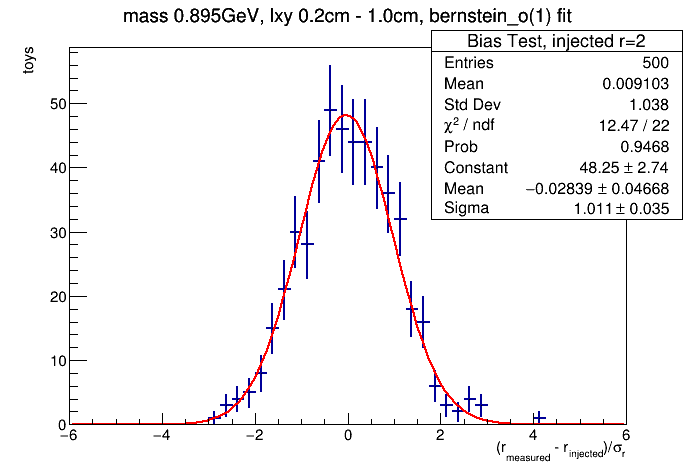 mass 0.895GeV, lxy 0.2cm - 1.0cm, bernstein_o(1) fit
Bias Test, injected r=2
Entries 500
Mean 0.009103
Std Dev 1.038
χ² / ndf 12.47 / 22
Prob 0.9468
Constant 48.25 ± 2.74
Mean −0.02839 ± 0.04668
Sigma 1.011 ± 0.035
toys
50
40
30
20
10
0
−6 −4 −2 0 2 4 6
(r_measured - r_injected)/σ_r